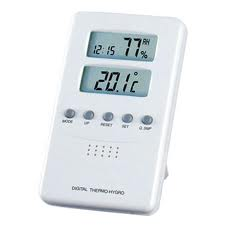 12:15 77% RH
20.1°c
MODE UP RESET SET
DIGITAL THERMO-HYGRO